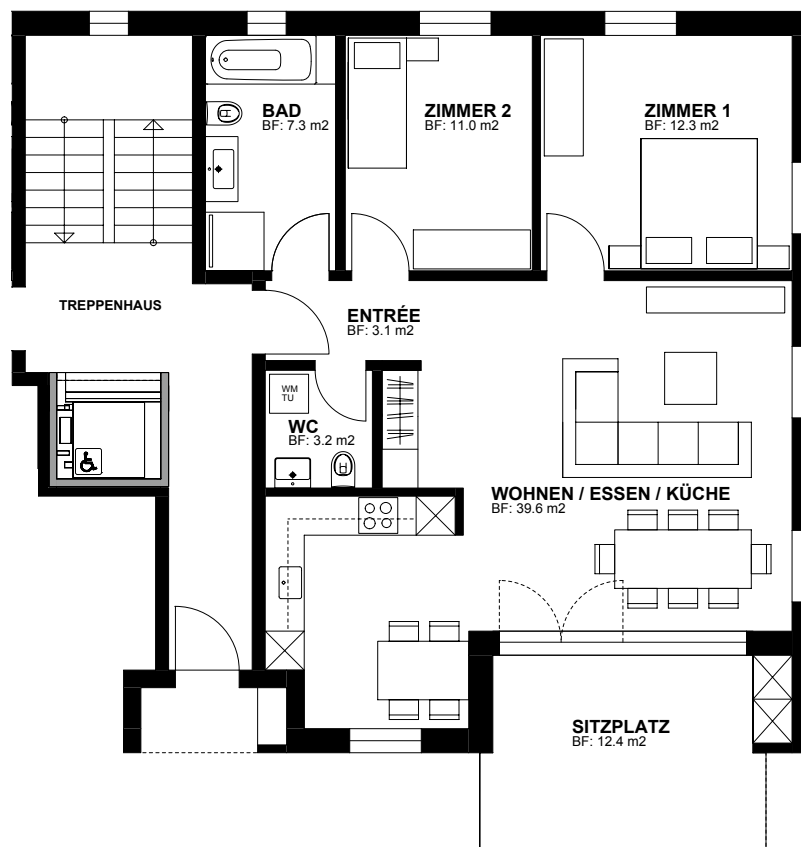 BAD
BF: 7.3 m2
ZIMMER 2
BF: 11.0 m2
ZIMMER 1
BF: 12.3 m2
TREPPENHAUS
ENTRÉE
BF: 3.1 m2
WM
TU
WC
BF: 3.2 m2
WOHNEN / ESSEN / KÜCHE
BF: 39.6 m2
SITZPLATZ
BF: 12.4 m2